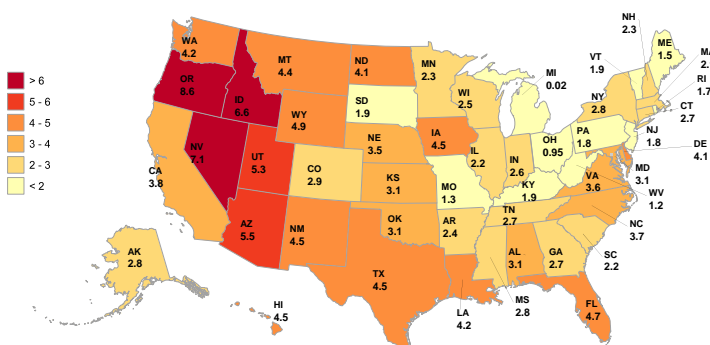 > 6
5 - 6
4 - 5
3 - 4
2 - 3
< 2
WA
4.2
OR
8.6
ID
6.6
NV
7.1
CA
3.8
MT
4.4
WY
4.9
UT
5.3
AZ
5.5
CO
2.9
NM
4.5
ND
4.1
SD
1.9
NE
3.5
KS
3.1
OK
3.1
TX
4.5
MN
2.3
IA
4.5
MO
1.3
AR
2.4
LA
4.2
WI
2.5
IL
2.2
IN
2.6
MI
0.02
OH
0.95
KY
1.9
TN
2.7
MS
2.8
AL
3.1
GA
2.7
FL
4.7
SC
2.2
NC
3.7
VA
3.6
WV
1.2
MD
3.1
DE
4.1
NJ
1.8
PA
1.8
NY
2.8
CT
2.7
RI
1.7
2.
VT
1.9
NH
2.3
ME
1.5
AK
2.8
HI
4.5